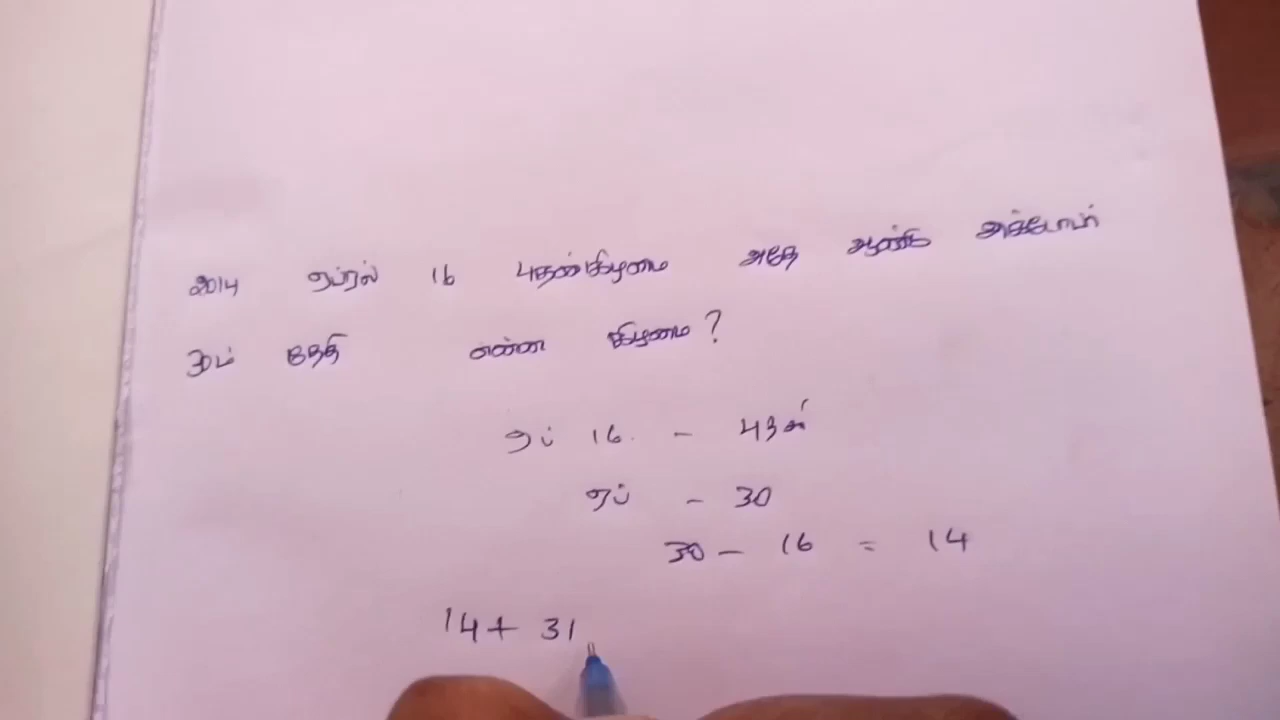 2014 ஏப்ரல் 16 புதன்கிழமை அதே ஆண்டு அக்டோபர்
30ம் தேதி என்ன கிழமை?
ஏப் 16 - புதன்
ஏப் - 30
30 - 16 = 14
14 + 31